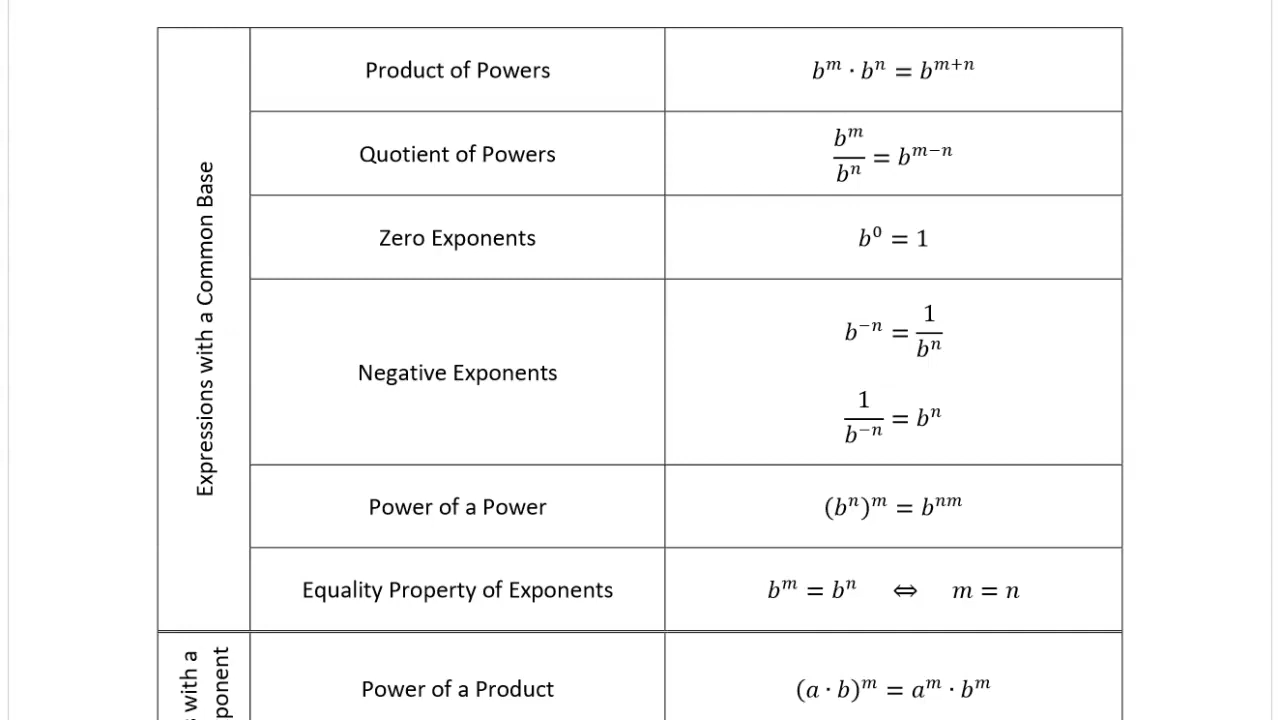 Expressions with a Common Base
Product of Powers
b^m · b^n = b^{m+n}
Quotient of Powers
b^m / b^n = b^{m−n}
Zero Exponents
b^0 = 1
Negative Exponents
b^{−n} = 1 / b^n
1 / b^{−n} = b^n
Power of a Power
(b^n)^m = b^{nm}
Equality Property of Exponents
b^m = b^n ⇔ m = n
with a
Power of a Product
(a · b)^m = a^m · b^m